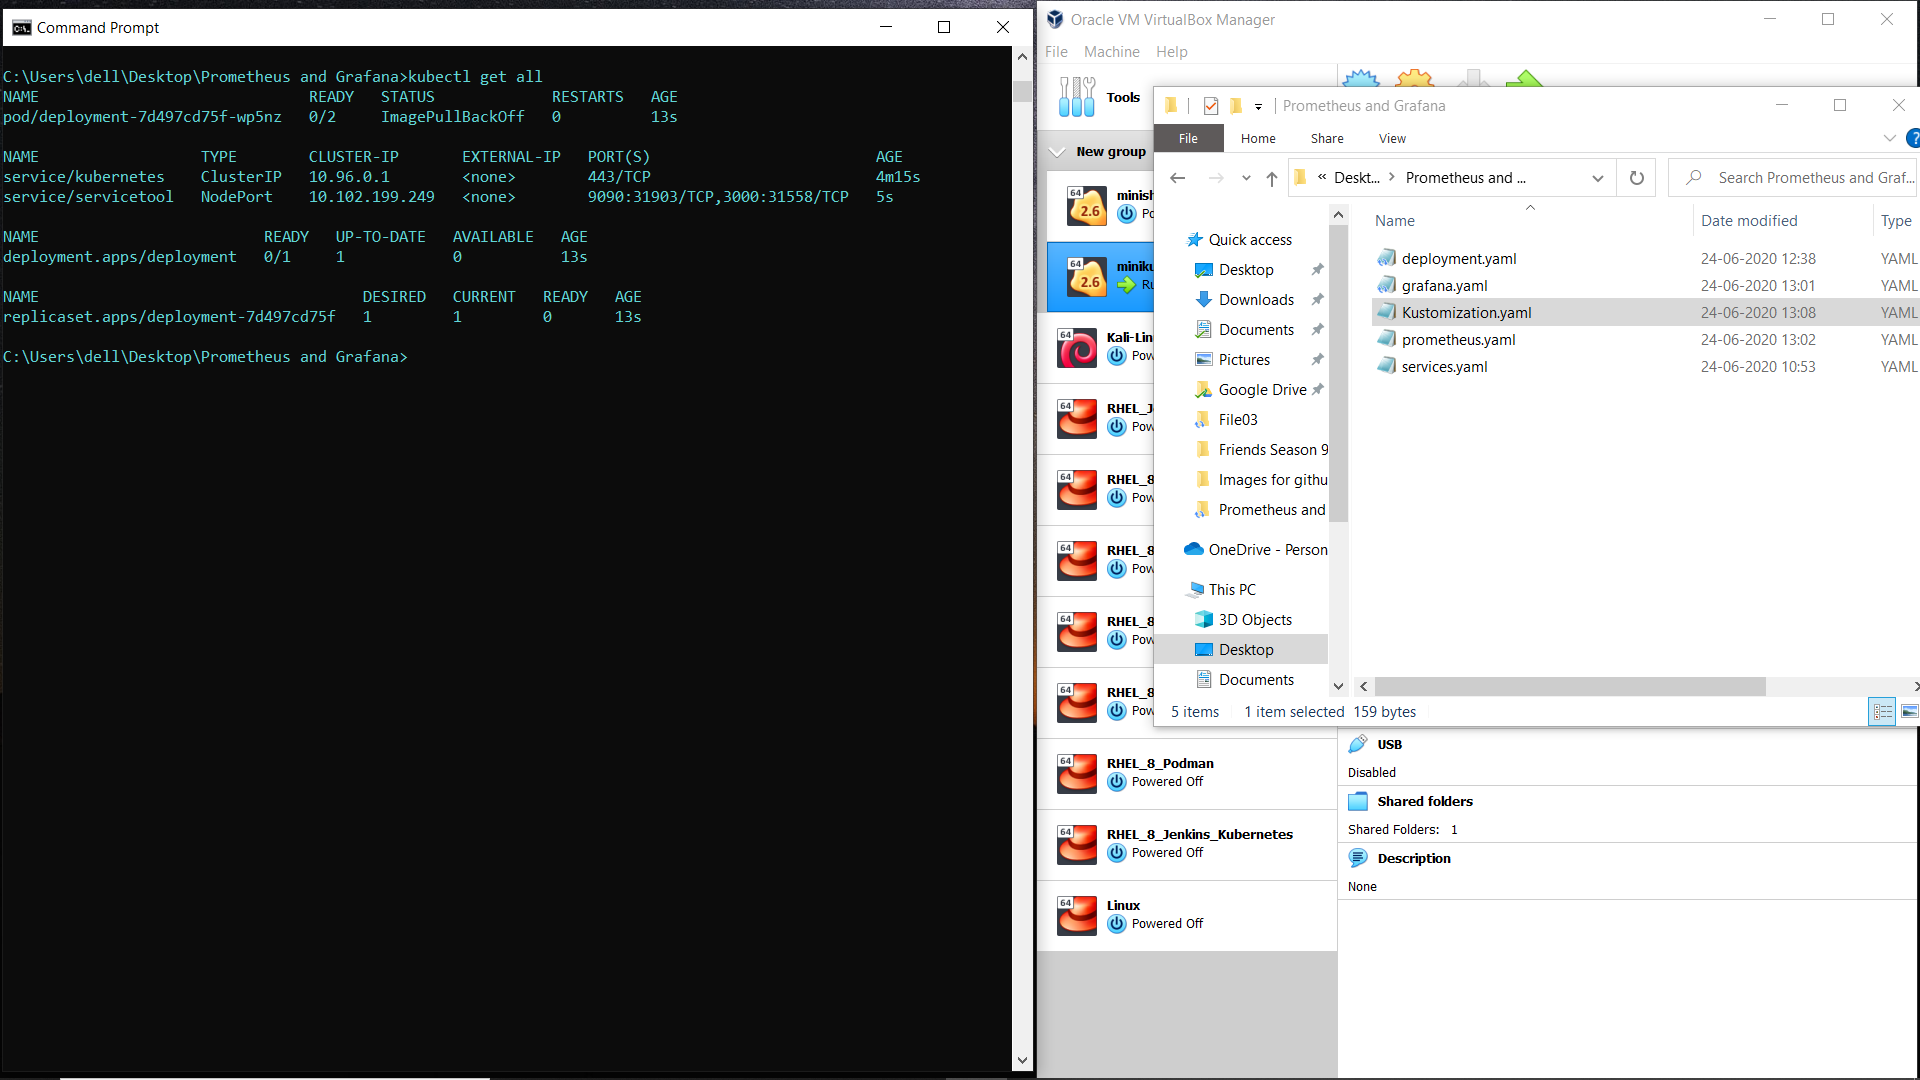 Command Prompt
C:\Users\dell\Desktop\Prometheus and Grafana>kubectl get all
NAME READY STATUS RESTARTS AGE
pod/deployment-7d497cd75f-wp5nz 0/2 ImagePullBackOff 0 13s
NAME TYPE CLUSTER-IP EXTERNAL-IP PORT(S) AGE
service/kubernetes ClusterIP 10.96.0.1 <none> 443/TCP 4m15s
service/servicetool NodePort 10.102.199.249 <none> 9090:31903/TCP,3000:31558/TCP 5s
NAME READY UP-TO-DATE AVAILABLE AGE
deployment.apps/deployment 0/1 1 0 13s
NAME DESIRED CURRENT READY AGE
replicaset.apps/deployment-7d497cd75f 1 1 0 13s
C:\Users\dell\Desktop\Prometheus and Grafana>
Oracle VM VirtualBox Manager
File Machine Help
Tools
New group
64
2.6
minish
Po
64
2.6
miniku
Ru
64
Kali-Lin
Pow
64
RHEL_J
Pow
64
RHEL_8
Pow
64
RHEL_8
Pow
64
RHEL_8
Pow
64
RHEL_8
Pow
64
RHEL_8_Podman
Powered Off
64
RHEL_8_Jenkins_Kubernetes
Powered Off
64
Linux
Powered Off
Prometheus and Grafana
File Home Share View
« Deskt... > Prometheus and ...
Search Prometheus and Graf...
Quick access
Desktop
Downloads
Documents
Pictures
Google Drive
File03
Friends Season 9
Images for githu
Prometheus and
OneDrive - Person
This PC
3D Objects
Desktop
Documents
Name Date modified Type
deployment.yaml 24-06-2020 12:38 YAML
grafana.yaml 24-06-2020 13:01 YAML
Kustomization.yaml 24-06-2020 13:08 YAML
prometheus.yaml 24-06-2020 13:02 YAML
services.yaml 24-06-2020 10:53 YAML
5 items 1 item selected 159 bytes
USB
Disabled
Shared folders
Shared Folders: 1
Description
None